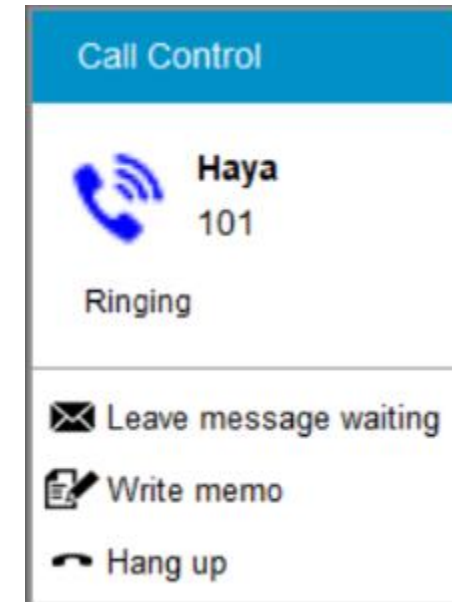 Call Control
Haya
101
Ringing
Leave message waiting
Write memo
Hang up